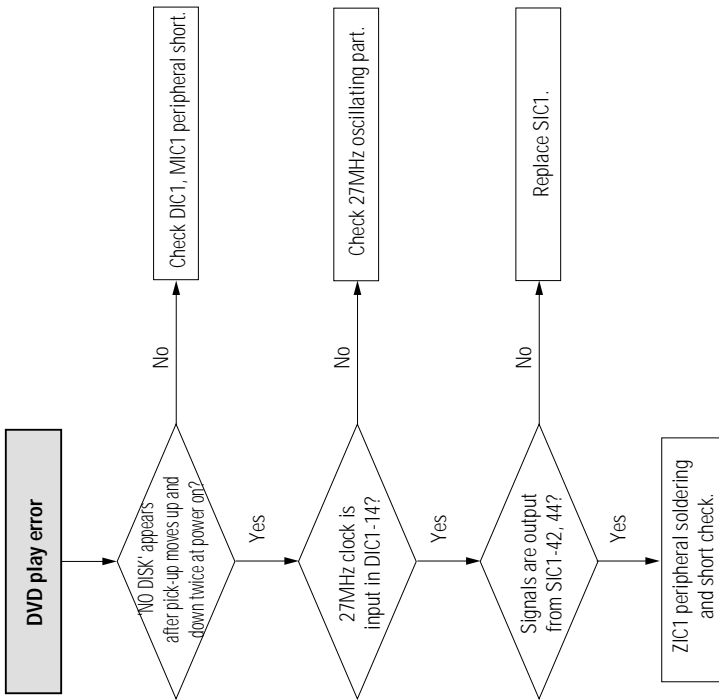 DVD play error
'NO DISK' appears
after pick-up moves up and
down twice at power on?
No
Check DIC1, MIC1 peripheral short.
Yes
27MHz clock is
input in DIC1-14?
No
Check 27MHz oscillating part.
Yes
Signals are output
from SIC1-42, 44?
No
Replace SIC1.
Yes
ZIC1 peripheral soldering
and short check.